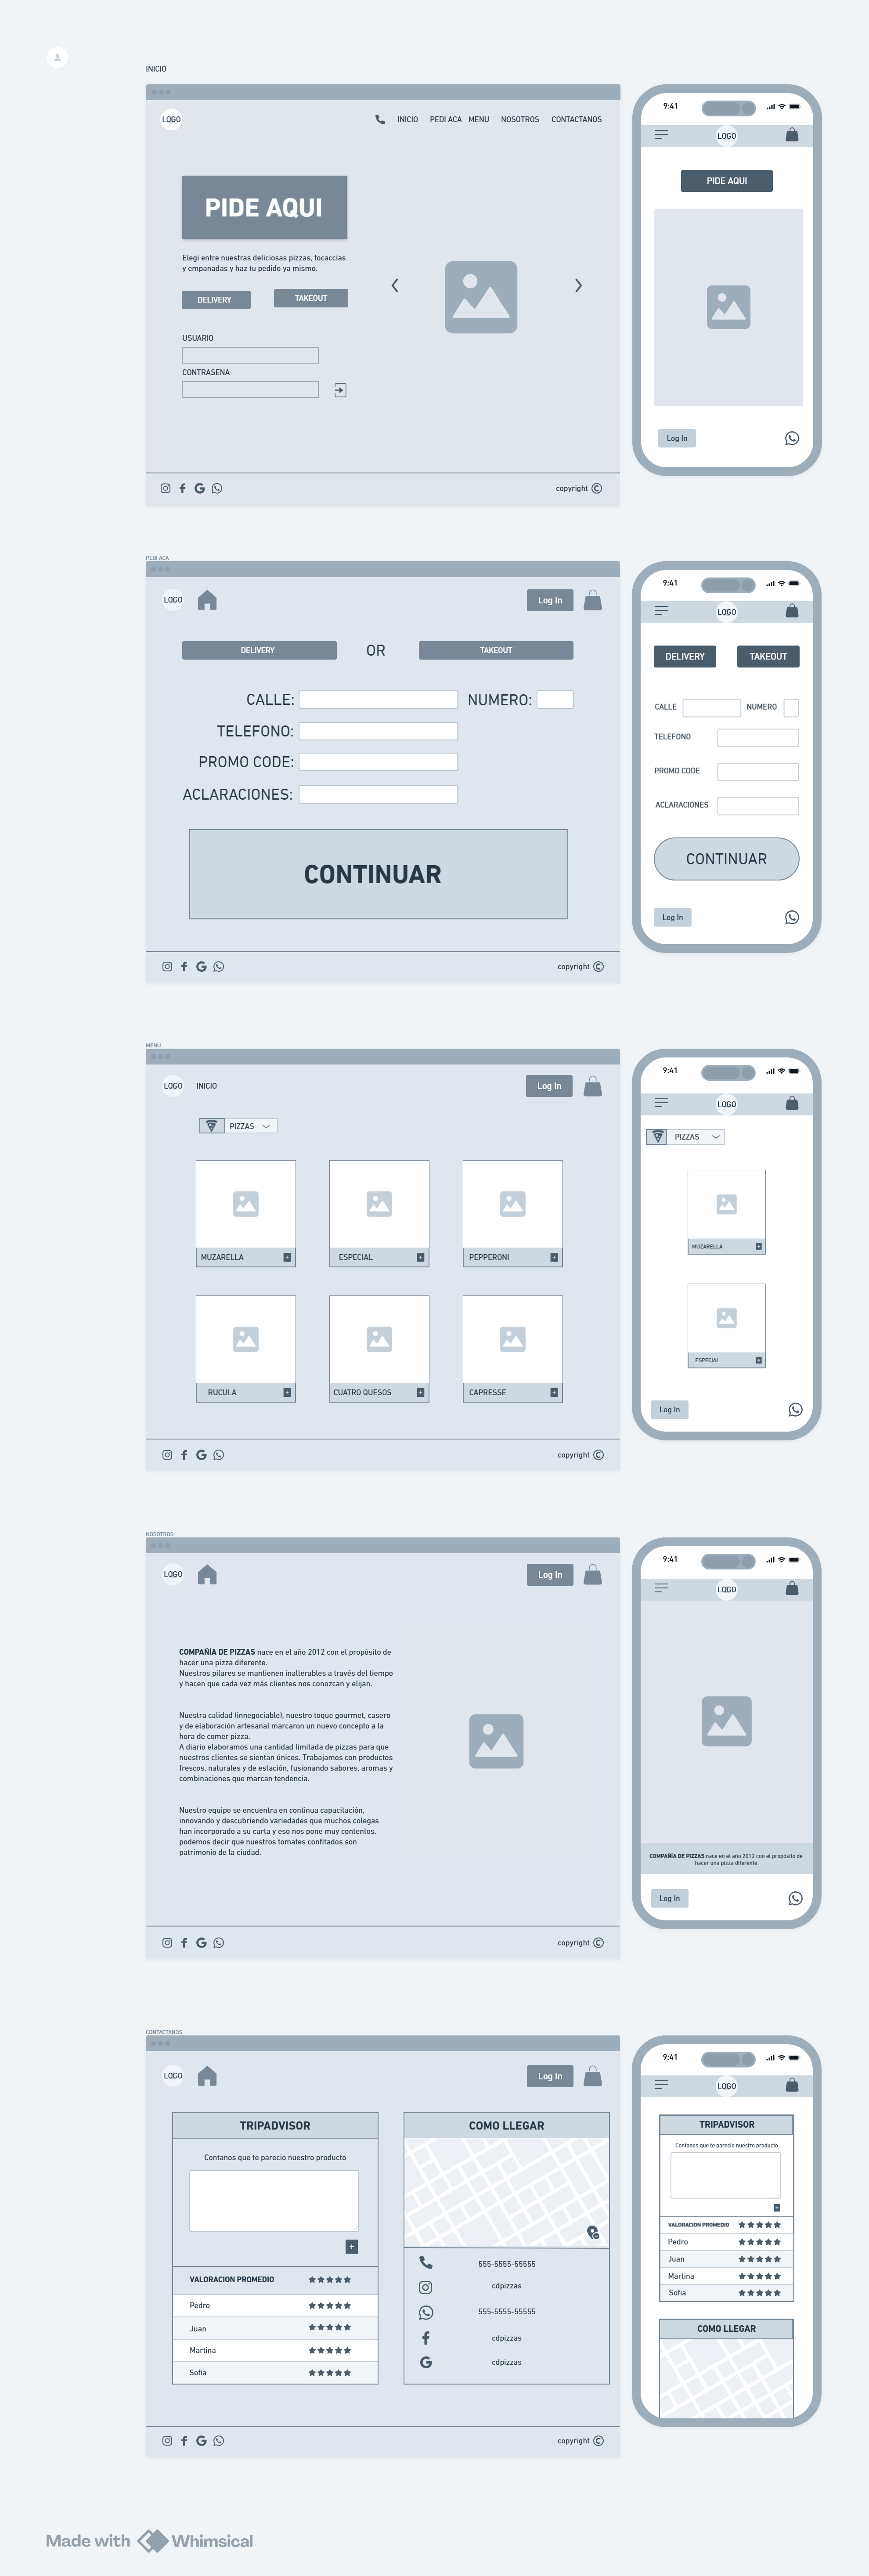 INICIO
LOGO
INICIO PEDI ACA MENU NOSOTROS CONTACTANOS
PIDE AQUI
Elegi entre nuestras deliciosas pizzas, focaccias
y empanadas y haz tu pedido ya mismo.
DELIVERY TAKEOUT
USUARIO
CONTRASENA
copyright ©
9:41
LOGO
PIDE AQUI
Log In
PEDI ACA
LOGO
Log In
DELIVERY OR TAKEOUT
CALLE: NUMERO:
TELEFONO:
PROMO CODE:
ACLARACIONES:
CONTINUAR
copyright ©
9:41
LOGO
DELIVERY TAKEOUT
CALLE NUMERO
TELEFONO
PROMO CODE
ACLARACIONES
CONTINUAR
Log In
MENU
LOGO INICIO Log In
PIZZAS
MUZARELLA ESPECIAL PEPPERONI
RUCULA CUATRO QUESOS CAPRESSE
copyright ©
9:41
LOGO
PIZZAS
MUZARELLA
ESPECIAL
Log In
NOSOTROS
LOGO
Log In
COMPAÑÍA DE PIZZAS nace en el año 2012 con el propósito de
hacer una pizza diferente.
Nuestros pilares se mantienen inalterables a través del tiempo
y hacen que cada vez más clientes nos conozcan y elijan.
Nuestra calidad (innegociable), nuestro toque gourmet, casero
y de elaboración artesanal marcaron un nuevo concepto a la
hora de comer pizza.
A diario elaboramos una cantidad limitada de pizzas para que
nuestros clientes se sientan únicos. Trabajamos con productos
frescos, naturales y de estación, fusionando sabores, aromas y
combinaciones que marcan tendencia.
Nuestro equipo se encuentra en continua capacitación,
innovando y descubriendo variedades que muchos colegas
han incorporado a su carta y eso nos pone muy contentos.
podemos decir que nuestros tomates confitados son
patrimonio de la ciudad.
copyright ©
9:41
LOGO
COMPAÑÍA DE PIZZAS nace en el año 2012 con el propósito de
hacer una pizza diferente.
Log In
CONTACTANOS
LOGO
Log In
TRIPADVISOR
Contanos que te parecio nuestro producto
VALORACION PROMEDIO
Pedro
Juan
Martina
Sofia
COMO LLEGAR
555-5555-55555
cdpizzas
555-5555-55555
cdpizzas
cdpizzas
copyright ©
9:41
LOGO
TRIPADVISOR
Contanos que te parecio nuestro producto
VALORACION PROMEDIO
Pedro
Juan
Martina
Sofia
COMO LLEGAR
Made with Whimsical